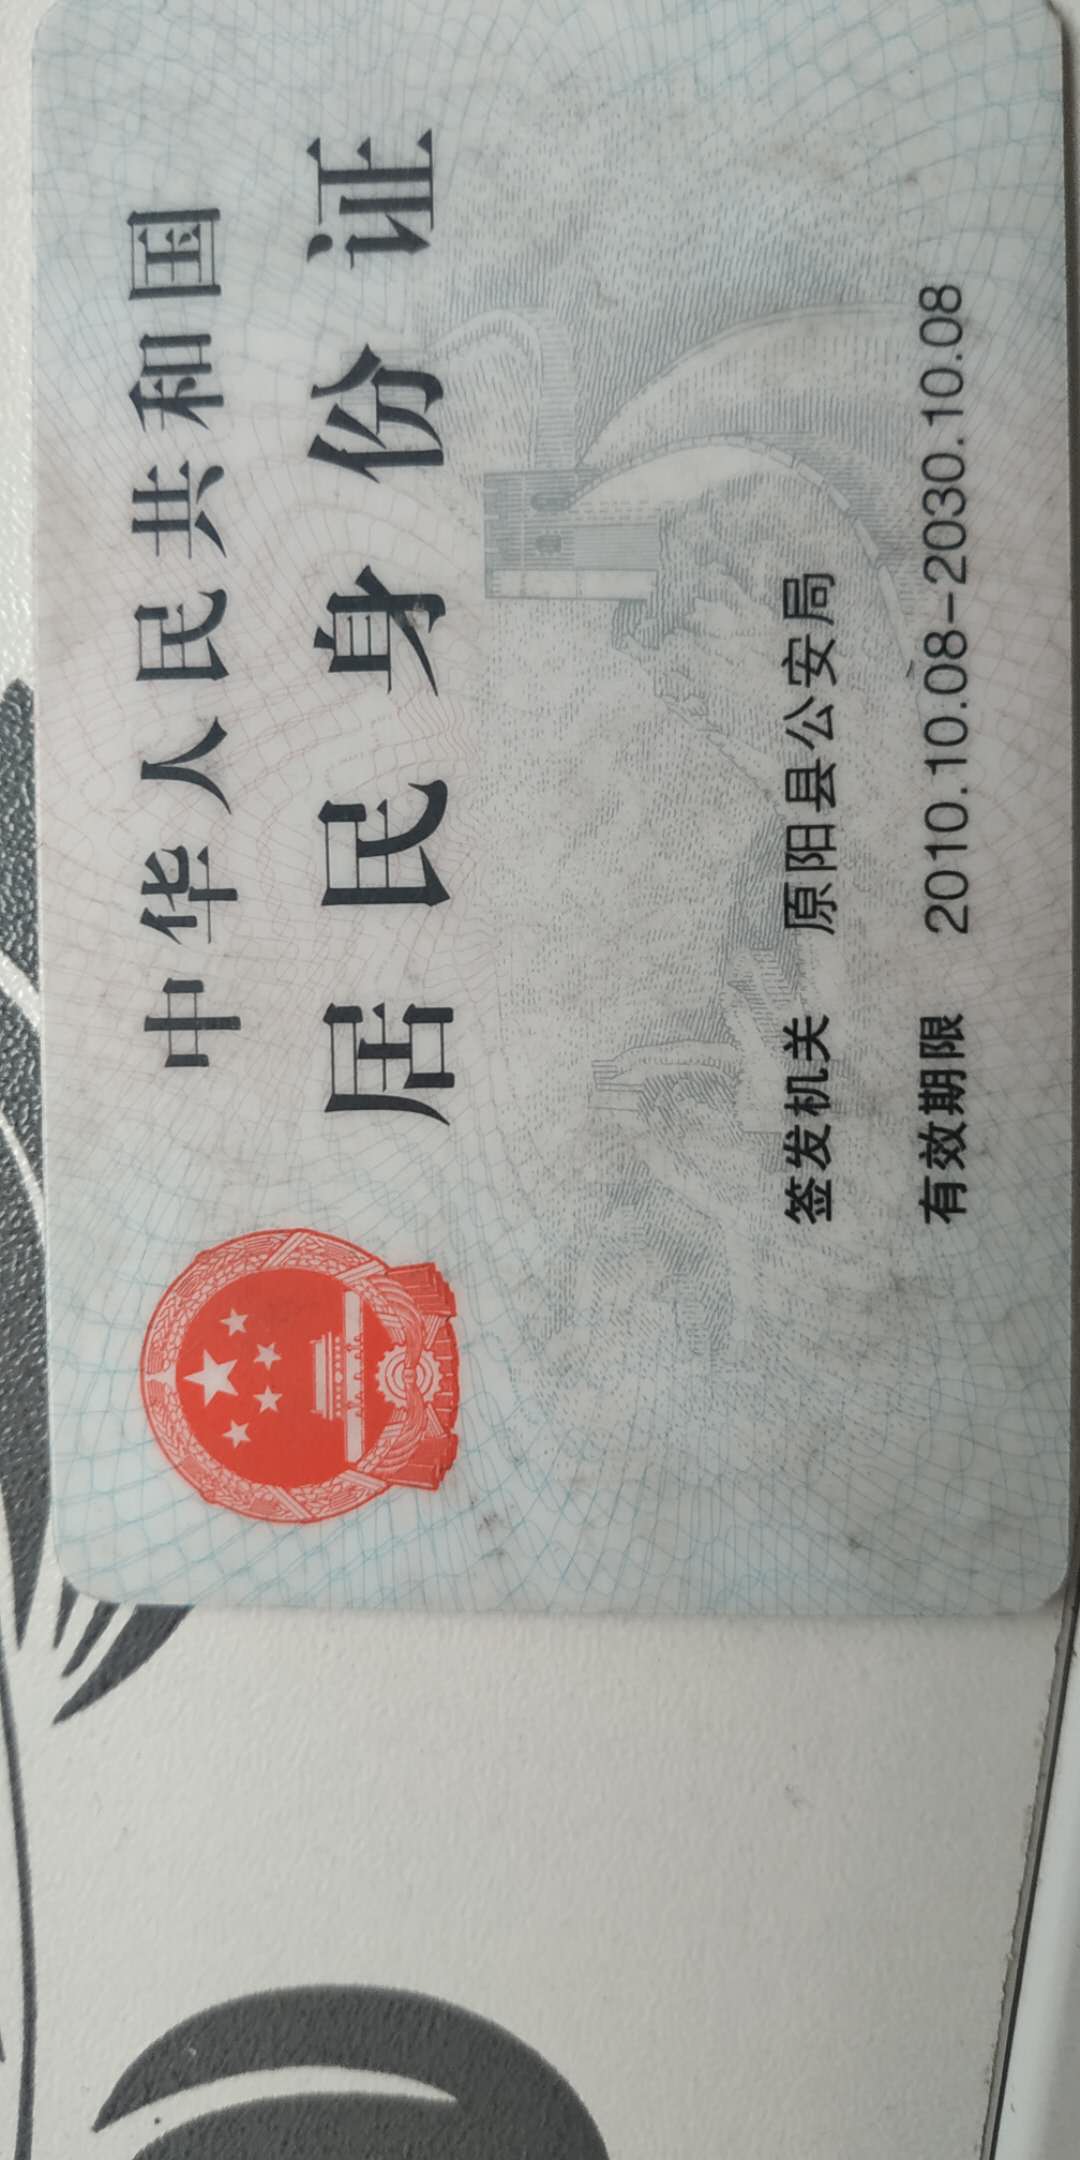 中华人民共和国
居民身份证
签发机关 原阳县公安局
有效期限 2010.10.08-2030.10.08